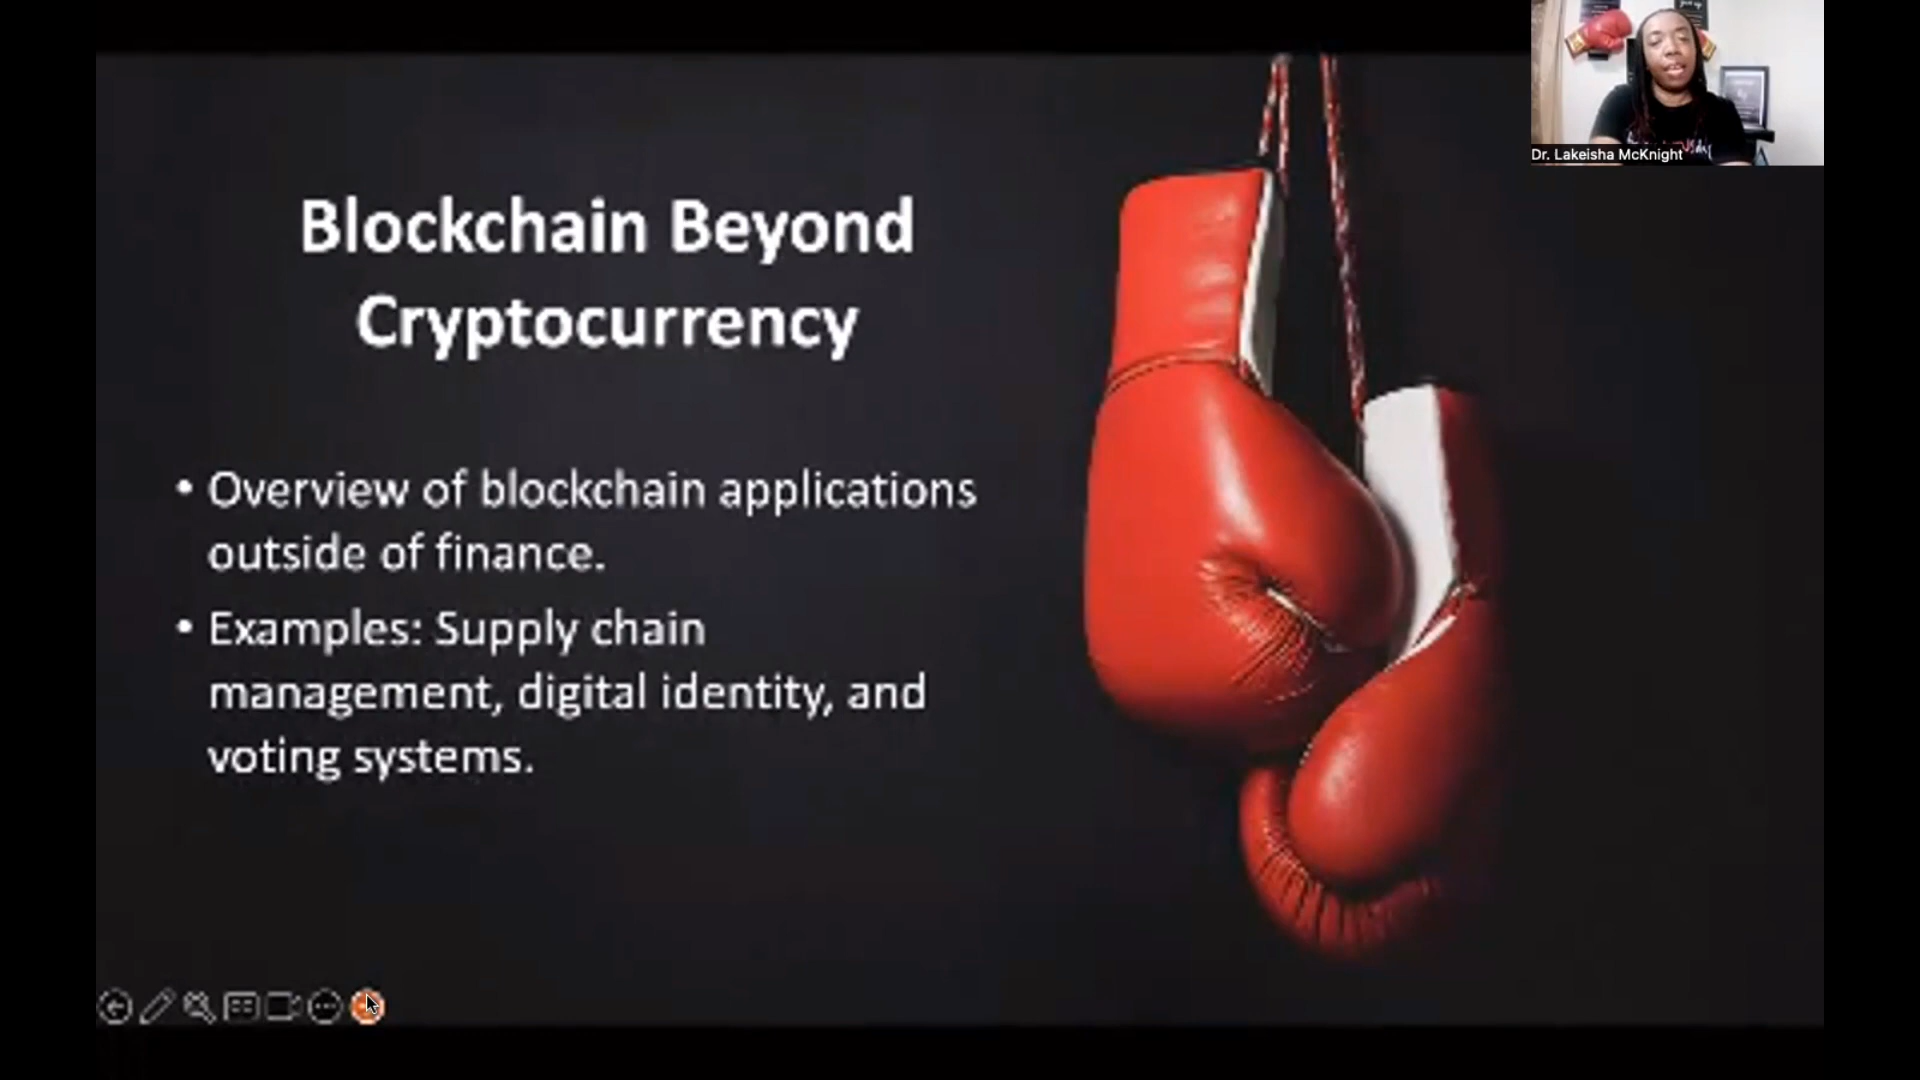 Blockchain Beyond
Cryptocurrency
• Overview of blockchain applications
outside of finance.
• Examples: Supply chain
management, digital identity, and
voting systems.
Dr. Lakeisha McKnight